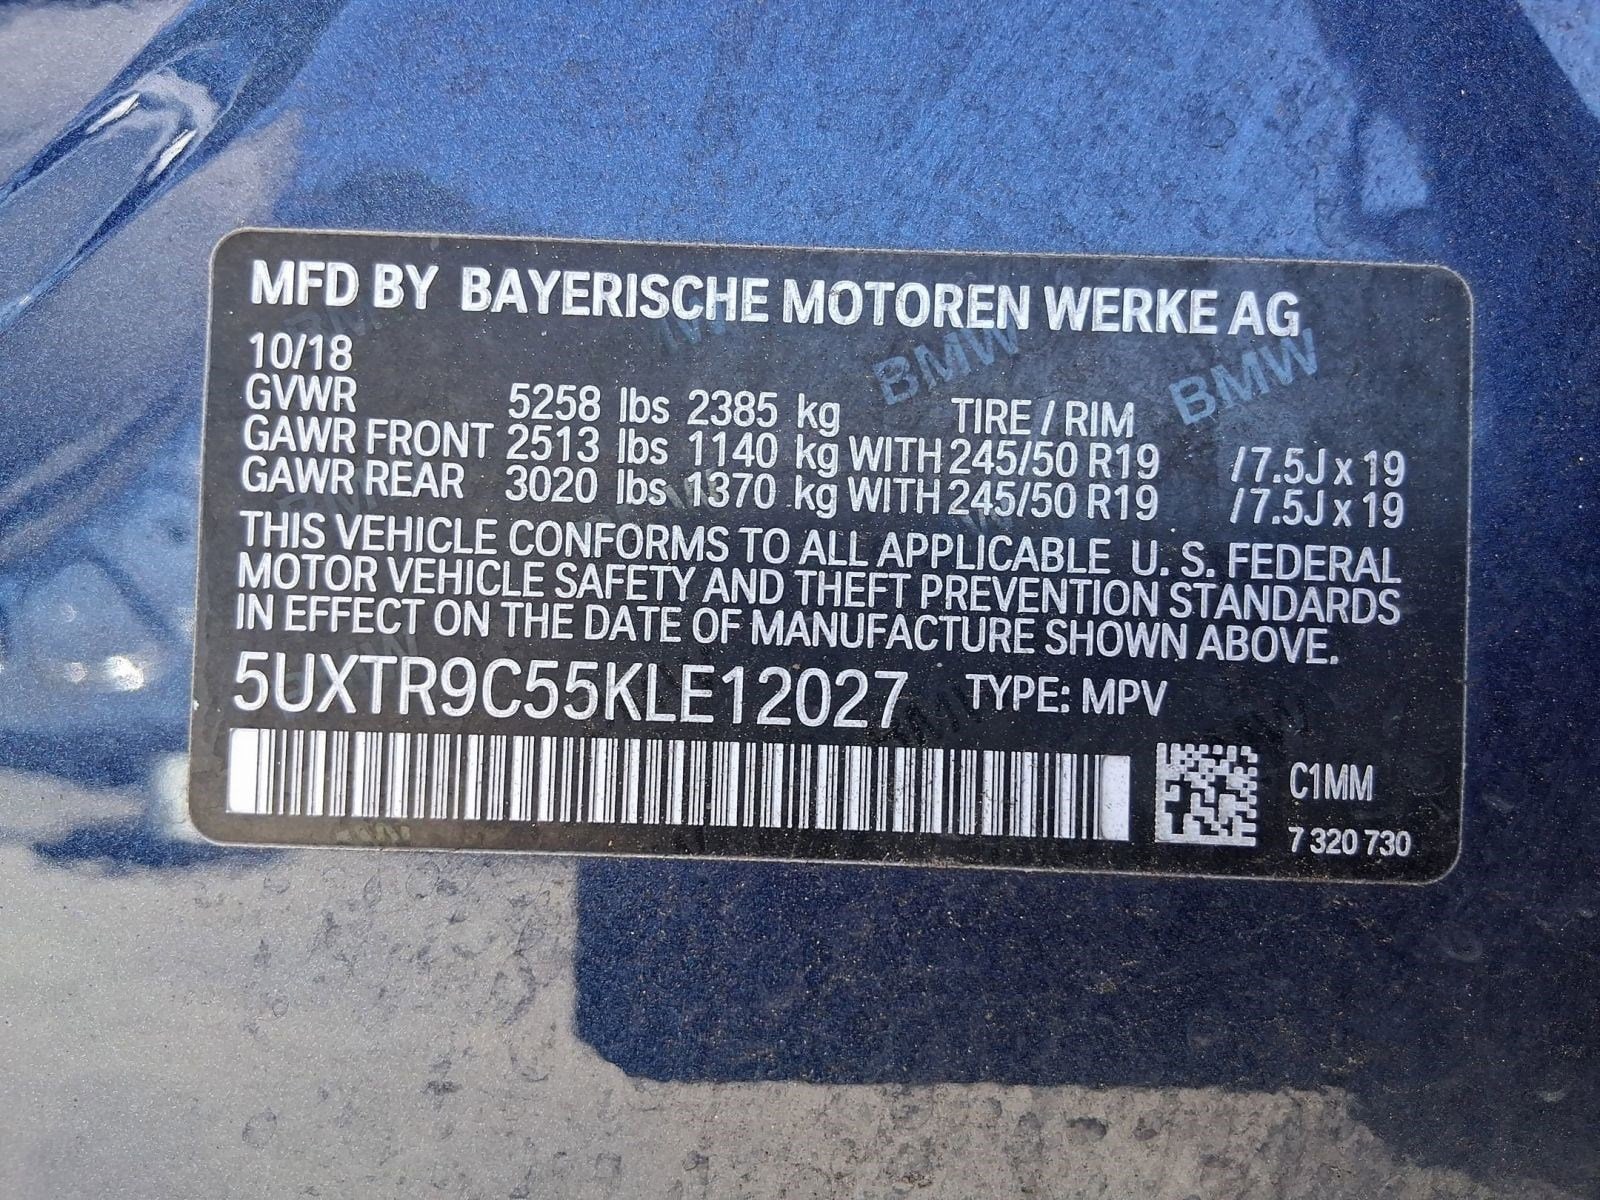 MFD BY BAYERISCHE MOTOREN WERKE AG
10/18
GVWR 5258 lbs 2385 kg TIRE / RIM
GAWR FRONT 2513 lbs 1140 kg WITH 245/50 R19 /7.5J x 19
GAWR REAR 3020 lbs 1370 kg WITH 245/50 R19 /7.5J x 19
THIS VEHICLE CONFORMS TO ALL APPLICABLE U. S. FEDERAL
MOTOR VEHICLE SAFETY AND THEFT PREVENTION STANDARDS
IN EFFECT ON THE DATE OF MANUFACTURE SHOWN ABOVE.
5UXTR9C55KLE12027 TYPE: MPV
C1MM
7 320 730
BMW
BMW